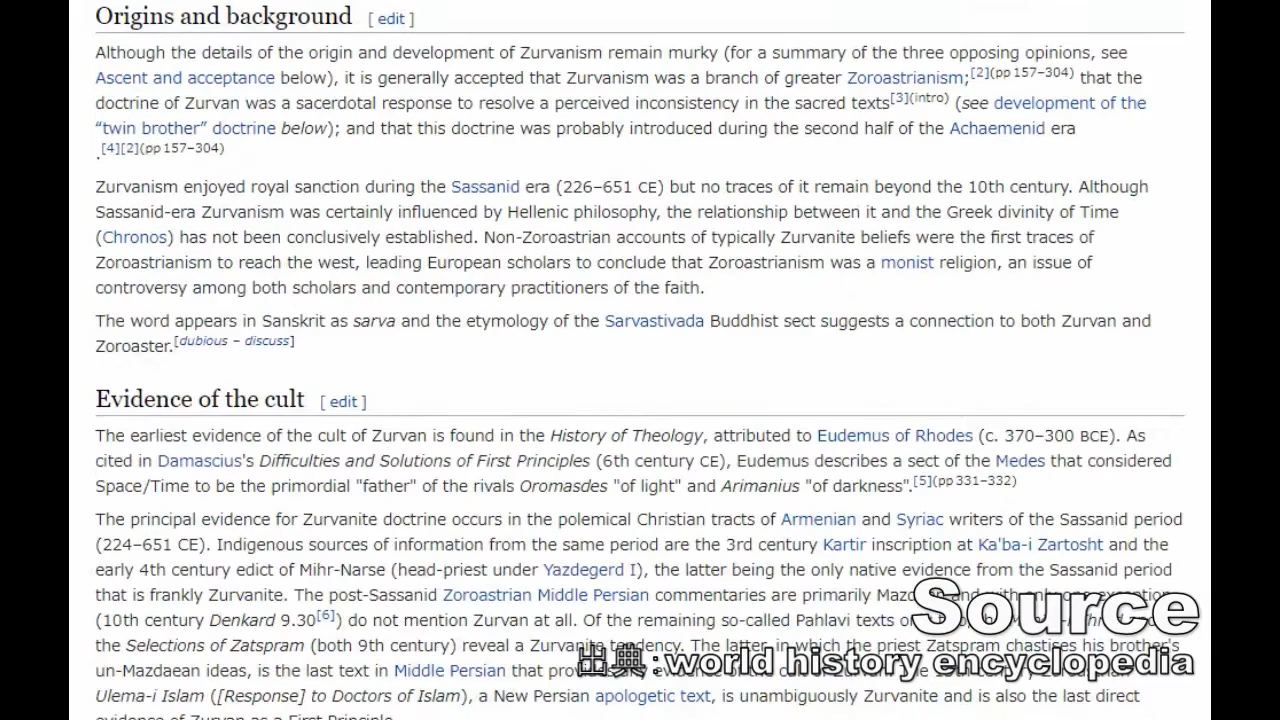 Origins and background [ edit ]
Although the details of the origin and development of Zurvanism remain murky (for a summary of the three opposing opinions, see
Ascent and acceptance below), it is generally accepted that Zurvanism was a branch of greater Zoroastrianism;[2](pp 157–304) that the
doctrine of Zurvan was a sacerdotal response to resolve a perceived inconsistency in the sacred texts[3](intro) (see development of the
“twin brother” doctrine below); and that this doctrine was probably introduced during the second half of the Achaemenid era
.[4][2](pp 157–304)
Zurvanism enjoyed royal sanction during the Sassanid era (226–651 CE) but no traces of it remain beyond the 10th century. Although
Sassanid-era Zurvanism was certainly influenced by Hellenic philosophy, the relationship between it and the Greek divinity of Time
(Chronos) has not been conclusively established. Non-Zoroastrian accounts of typically Zurvanite beliefs were the first traces of
Zoroastrianism to reach the west, leading European scholars to conclude that Zoroastrianism was a monist religion, an issue of
controversy among both scholars and contemporary practitioners of the faith.
The word appears in Sanskrit as sarva and the etymology of the Sarvastivada Buddhist sect suggests a connection to both Zurvan and
Zoroaster.[dubious – discuss]
Evidence of the cult [ edit ]
The earliest evidence of the cult of Zurvan is found in the History of Theology, attributed to Eudemus of Rhodes (c. 370–300 BCE). As
cited in Damascius's Difficulties and Solutions of First Principles (6th century CE), Eudemus describes a sect of the Medes that considered
Space/Time to be the primordial "father" of the rivals Oromasdes "of light" and Arimanius "of darkness".[5](pp 331–332)
The principal evidence for Zurvanite doctrine occurs in the polemical Christian tracts of Armenian and Syriac writers of the Sassanid period
(224–651 CE). Indigenous sources of information from the same period are the 3rd century Kartir inscription at Ka'ba-i Zartosht and the
early 4th century edict of Mihr-Narse (head-priest under Yazdegerd I), the latter being the only native evidence from the Sassanid period
that is frankly Zurvanite. The post-Sassanid Zoroastrian Middle Persian commentaries are primarily
(10th century Denkard 9.30[6]) do not mention Zurvan at all. Of the remaining so-called Pahlavi texts
Source
the Selections of Zatspram (both 9th century) reveal a Zurvanite tendency. The latter, in which the priest Zatspram chastises his brother's
un-Mazdaean ideas, is the last text in Middle Persian that
出典:world history encyclopedia
Ulema-i Islam ([Response] to Doctors of Islam), a New Persian apologetic text, is unambiguously Zurvanite and is also the last direct
evidence of Zurvan as a First Principle.